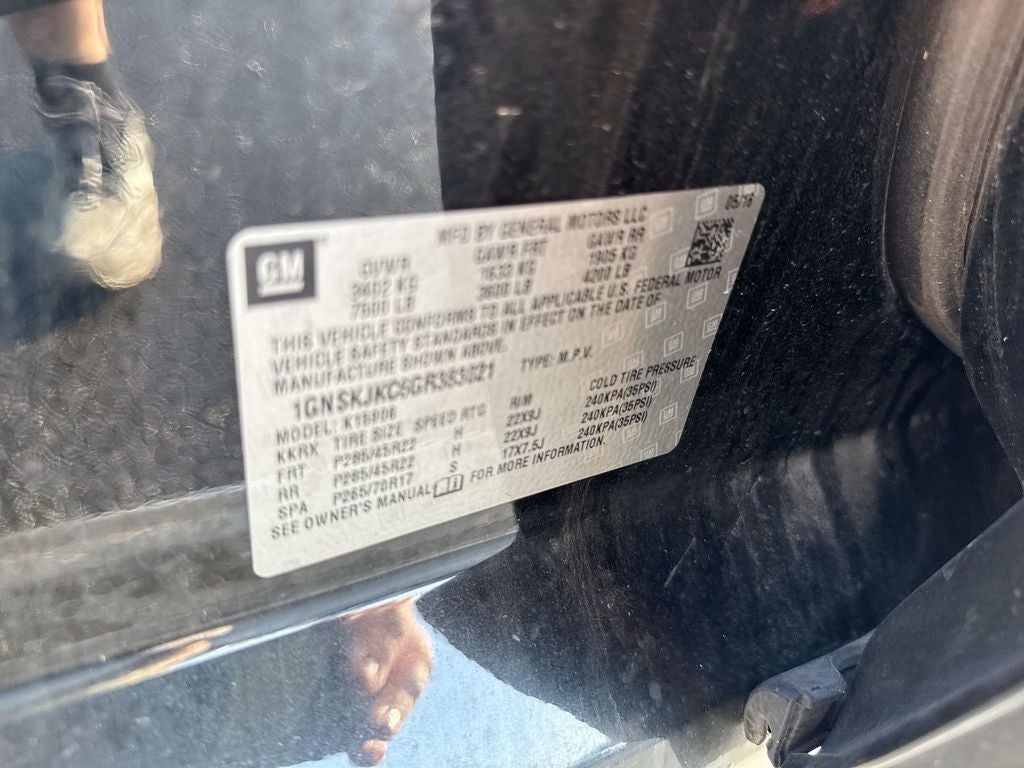 GM
MFD BY GENERAL MOTORS LLC 05/16
GVWR GAWR FRT GAWR RR
3402 KG 1633 KG 1905 KG
7500 LB 3600 LB 4200 LB
THIS VEHICLE CONFORMS TO ALL APPLICABLE U.S. FEDERAL MOTOR
VEHICLE SAFETY STANDARDS IN EFFECT ON THE DATE OF
MANUFACTURE SHOWN ABOVE.
1GNSKJKC6GR383021 TYPE: M.P.V.
MODEL: K15906
KKRX TIRE SIZE SPEED RTG RIM COLD TIRE PRESSURE
FRT P285/45R22 H 22X9J 240KPA(35PSI)
RR P285/45R22 H 22X9J 240KPA(35PSI)
SPA P265/70R17 S 17X7.5J 240KPA(35PSI)
SEE OWNER'S MANUAL FOR MORE INFORMATION.